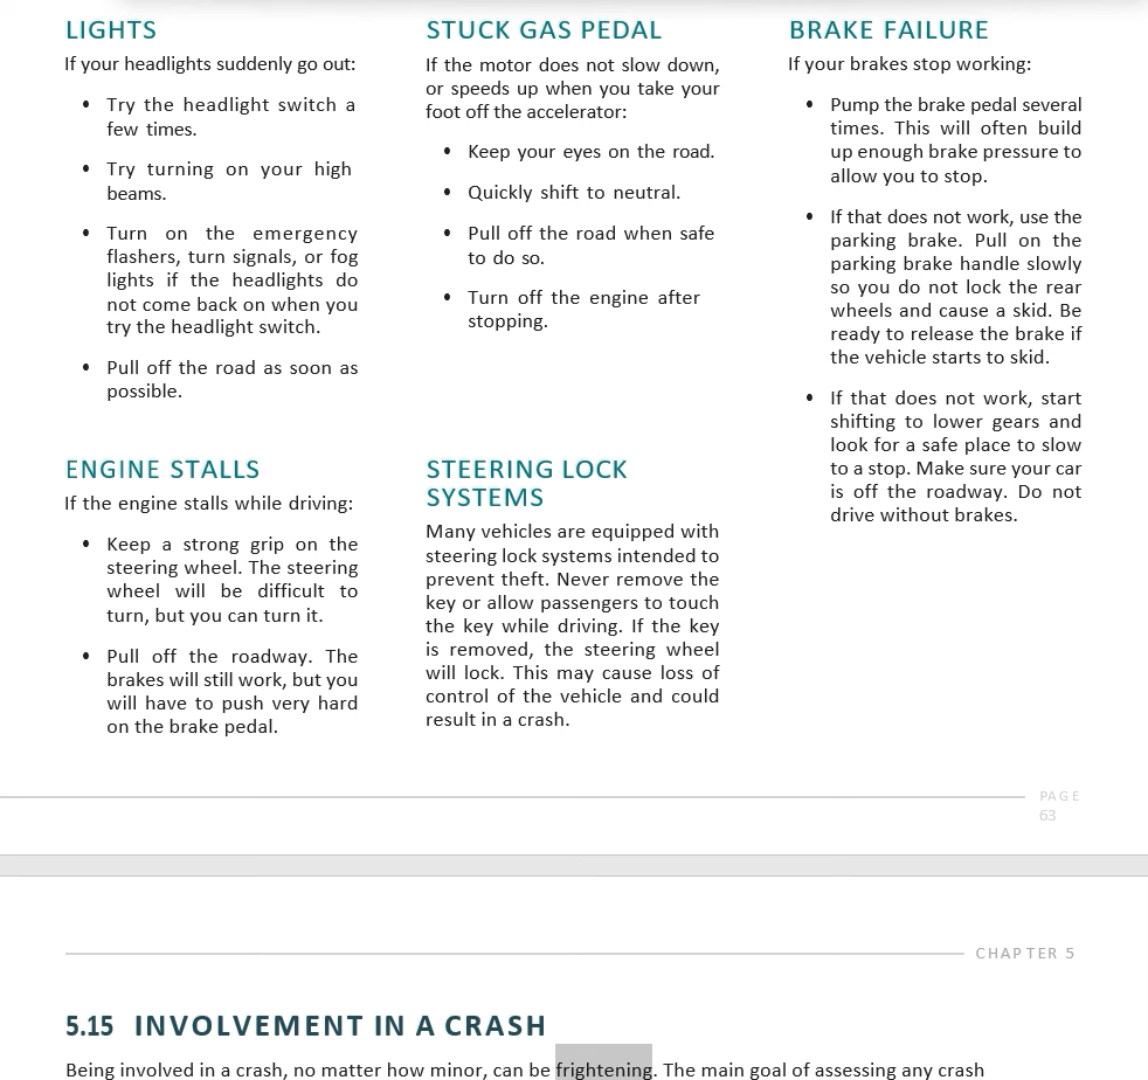 LIGHTS
If your headlights suddenly go out:
• Try the headlight switch a
few times.
• Try turning on your high
beams.
• Turn on the emergency
flashers, turn signals, or fog
lights if the headlights do
not come back on when you
try the headlight switch.
• Pull off the road as soon as
possible.
ENGINE STALLS
If the engine stalls while driving:
• Keep a strong grip on the
steering wheel. The steering
wheel will be difficult to
turn, but you can turn it.
• Pull off the roadway. The
brakes will still work, but you
will have to push very hard
on the brake pedal.
STUCK GAS PEDAL
If the motor does not slow down,
or speeds up when you take your
foot off the accelerator:
• Keep your eyes on the road.
• Quickly shift to neutral.
• Pull off the road when safe
to do so.
• Turn off the engine after
stopping.
STEERING LOCK
SYSTEMS
Many vehicles are equipped with
steering lock systems intended to
prevent theft. Never remove the
key or allow passengers to touch
the key while driving. If the key
is removed, the steering wheel
will lock. This may cause loss of
control of the vehicle and could
result in a crash.
BRAKE FAILURE
If your brakes stop working:
• Pump the brake pedal several
times. This will often build
up enough brake pressure to
allow you to stop.
• If that does not work, use the
parking brake. Pull on the
parking brake handle slowly
so you do not lock the rear
wheels and cause a skid. Be
ready to release the brake if
the vehicle starts to skid.
• If that does not work, start
shifting to lower gears and
look for a safe place to slow
to a stop. Make sure your car
is off the roadway. Do not
drive without brakes.
PAGE
63
CHAPTER 5
5.15 INVOLVEMENT IN A CRASH
Being involved in a crash, no matter how minor, can be frightening. The main goal of assessing any crash